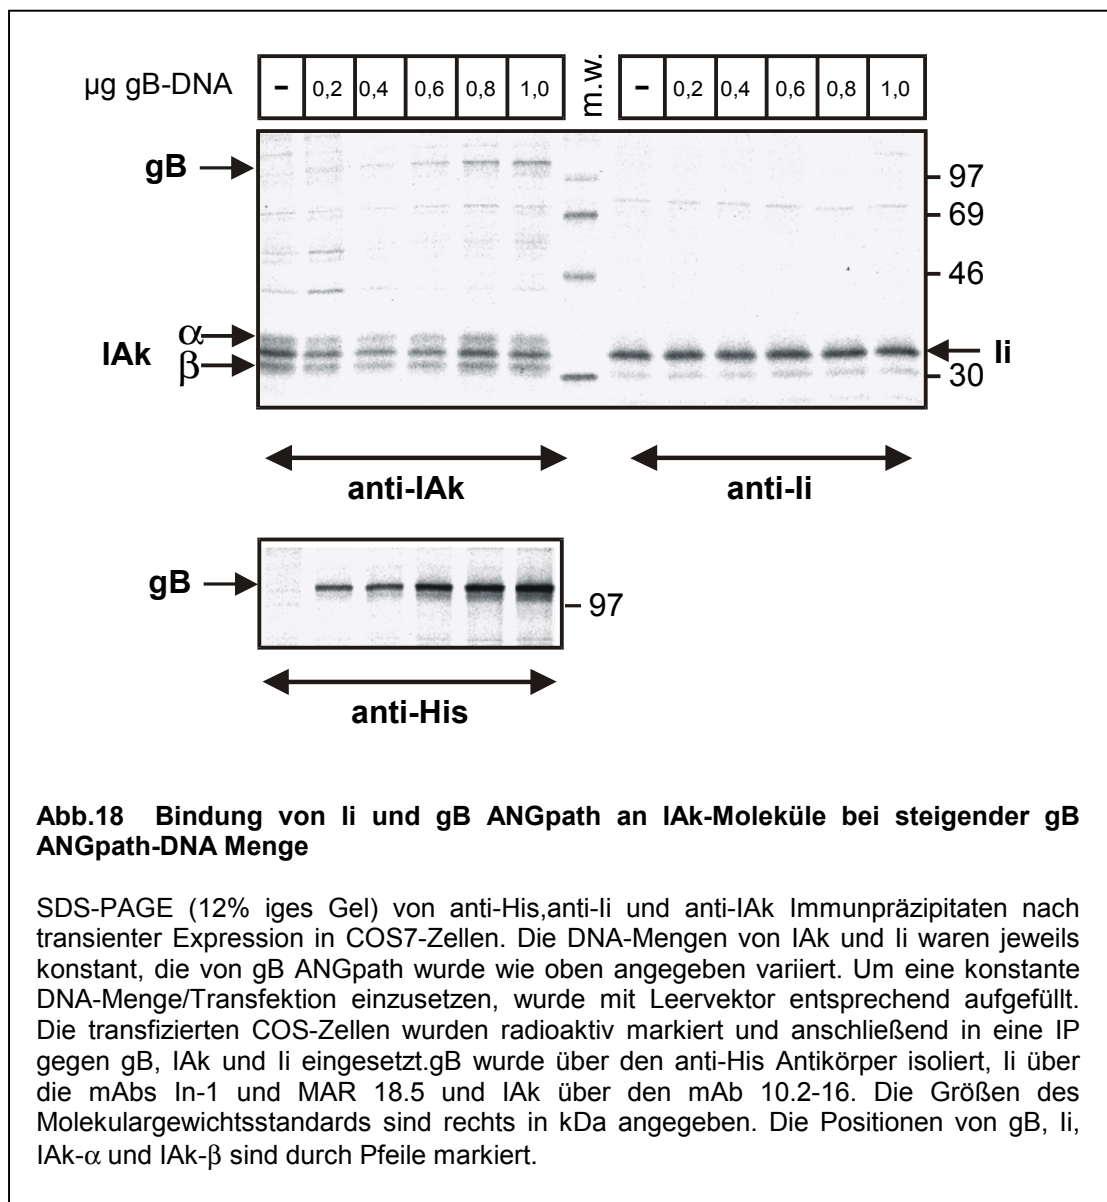 µg gB-DNA - 0,2 0,4 0,6 0,8 1,0 m.w. - 0,2 0,4 0,6 0,8 1,0
gB
97
69
46
IAk α
β
Ii
30
anti-IAk anti-Ii
gB
97
anti-His
Abb.18 Bindung von Ii und gB ANGpath an IAk-Moleküle bei steigender gB
ANGpath-DNA Menge
SDS-PAGE (12% iges Gel) von anti-His,anti-Ii und anti-IAk Immunpräzipitaten nach
transienter Expression in COS7-Zellen. Die DNA-Mengen von IAk und Ii waren jeweils
konstant, die von gB ANGpath wurde wie oben angegeben variiert. Um eine konstante
DNA-Menge/Transfektion einzusetzen, wurde mit Leervektor entsprechend aufgefüllt.
Die transfizierten COS-Zellen wurden radioaktiv markiert und anschließend in eine IP
gegen gB, IAk und Ii eingesetzt.gB wurde über den anti-His Antikörper isoliert, Ii über
die mAbs In-1 und MAR 18.5 und IAk über den mAb 10.2-16. Die Größen des
Molekulargewichtsstandards sind rechts in kDa angegeben. Die Positionen von gB, Ii,
IAk-α und IAk-β sind durch Pfeile markiert.